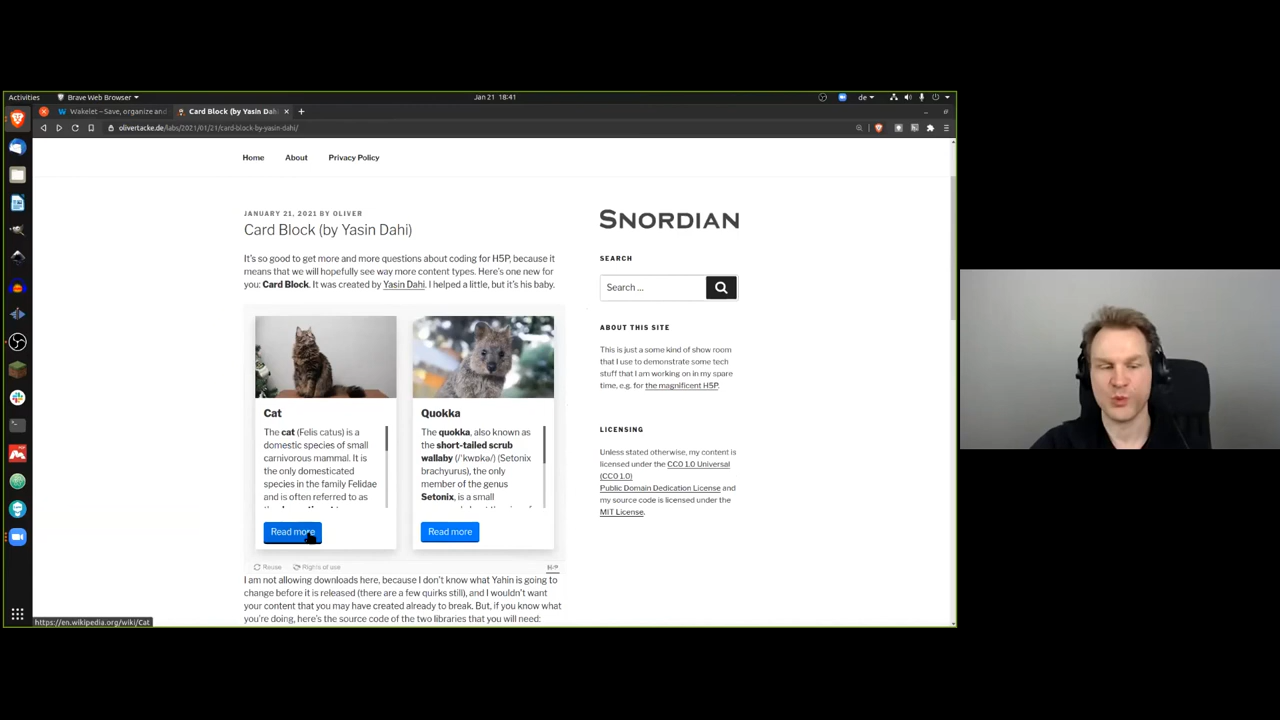 Activities
Brave Web Browser
Jan 21 18:41
de
Wakelet – Save, organize and
Card Block (by Yasin Dahi
olivertacke.de/labs/2021/01/21/card-block-by-yasin-dahi/
Home About Privacy Policy
JANUARY 21, 2021 BY OLIVER
Card Block (by Yasin Dahi)
It's so good to get more and more questions about coding for H5P, because it
means that we will hopefully see way more content types. Here's one new for
you: Card Block. It was created by Yasin Dahi. I helped a little, but it's his baby.
Cat
The cat (Felis catus) is a
domestic species of small
carnivorous mammal. It is
the only domesticated
species in the family Felidae
and is often referred to as
Read more
Quokka
The quokka, also known as
the short-tailed scrub
wallaby (/ˈkwɒkə/) (Setonix
brachyurus), the only
member of the genus
Setonix, is a small
Read more
Reuse Rights of use
H5P
I am not allowing downloads here, because I don't know what Yahin is going to
change before it is released (there are a few quirks still), and I wouldn't want
your content that you may have created already to break. But, if you know what
you're doing, here's the source code of the two libraries that you will need:
SNORDIAN
SEARCH
Search ...
ABOUT THIS SITE
This is just a some kind of show room
that I use to demonstrate some tech
stuff that I am working on in my spare
time, e.g. for the magnificent H5P.
LICENSING
Unless stated otherwise, my content is
licensed under the CC0 1.0 Universal
(CC0 1.0)
Public Domain Dedication License and
my source code is licensed under the
MIT License.
https://en.wikipedia.org/wiki/Cat